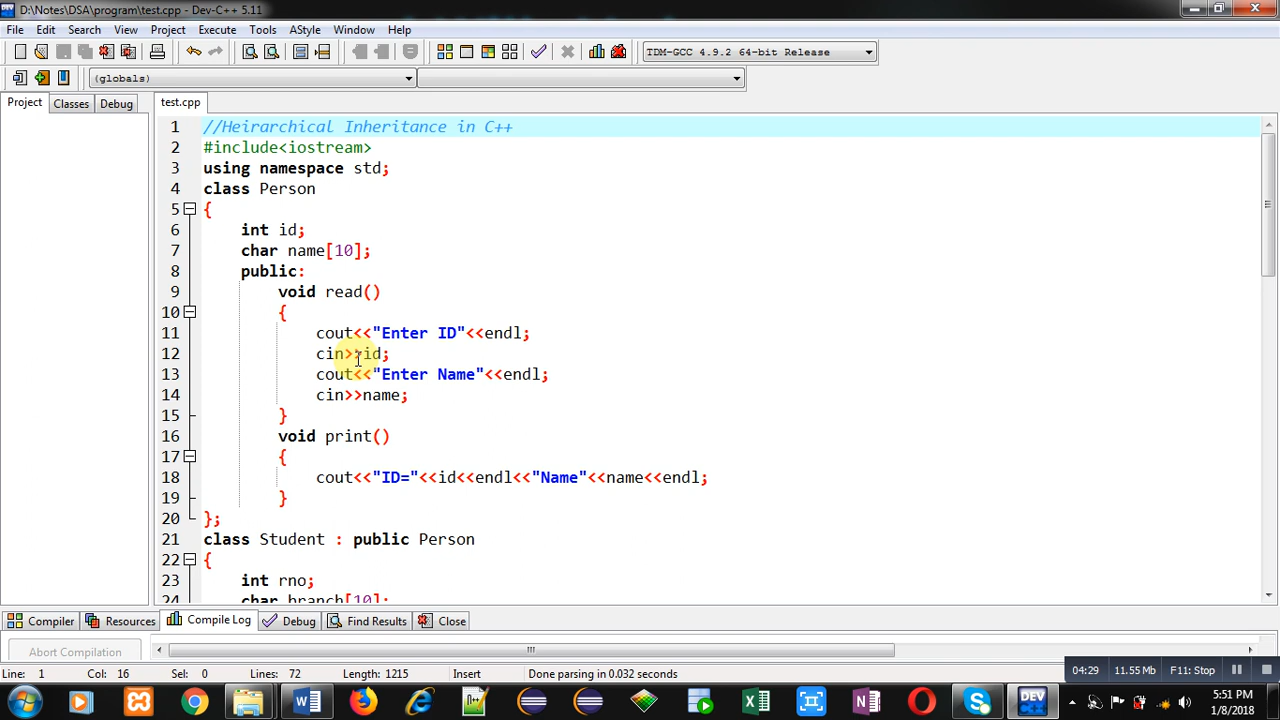 D:\Notes\DSA\program\test.cpp - Dev-C++ 5.11
File Edit Search View Project Execute Tools AStyle Window Help
TDM-GCC 4.9.2 64-bit Release
(globals)
Project Classes Debug test.cpp
1 //Heirarchical Inheritance in C++
2 #include<iostream>
3 using namespace std;
4 class Person
5 {
6 int id;
7 char name[10];
8 public:
9 void read()
10 {
11 cout<<"Enter ID"<<endl;
12 cin>>id;
13 cout<<"Enter Name"<<endl;
14 cin>>name;
15 }
16 void print()
17 {
18 cout<<"ID="<<id<<endl<<"Name"<<name<<endl;
19 }
20 };
21 class Student : public Person
22 {
23 int rno;
24 char branch[10];
Compiler Resources Compile Log Debug Find Results Close
Abort Compilation
Line: 1 Col: 16 Sel: 0 Lines: 72 Length: 1215 Insert Done parsing in 0.032 seconds
04:29 11.55 Mb F11: Stop
DEV
5:51 PM
1/8/2018